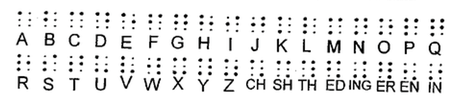 A B C D E F G H I J K L M N O P Q
R S T U V W X Y Z CH SH TH ED ING ER EN IN